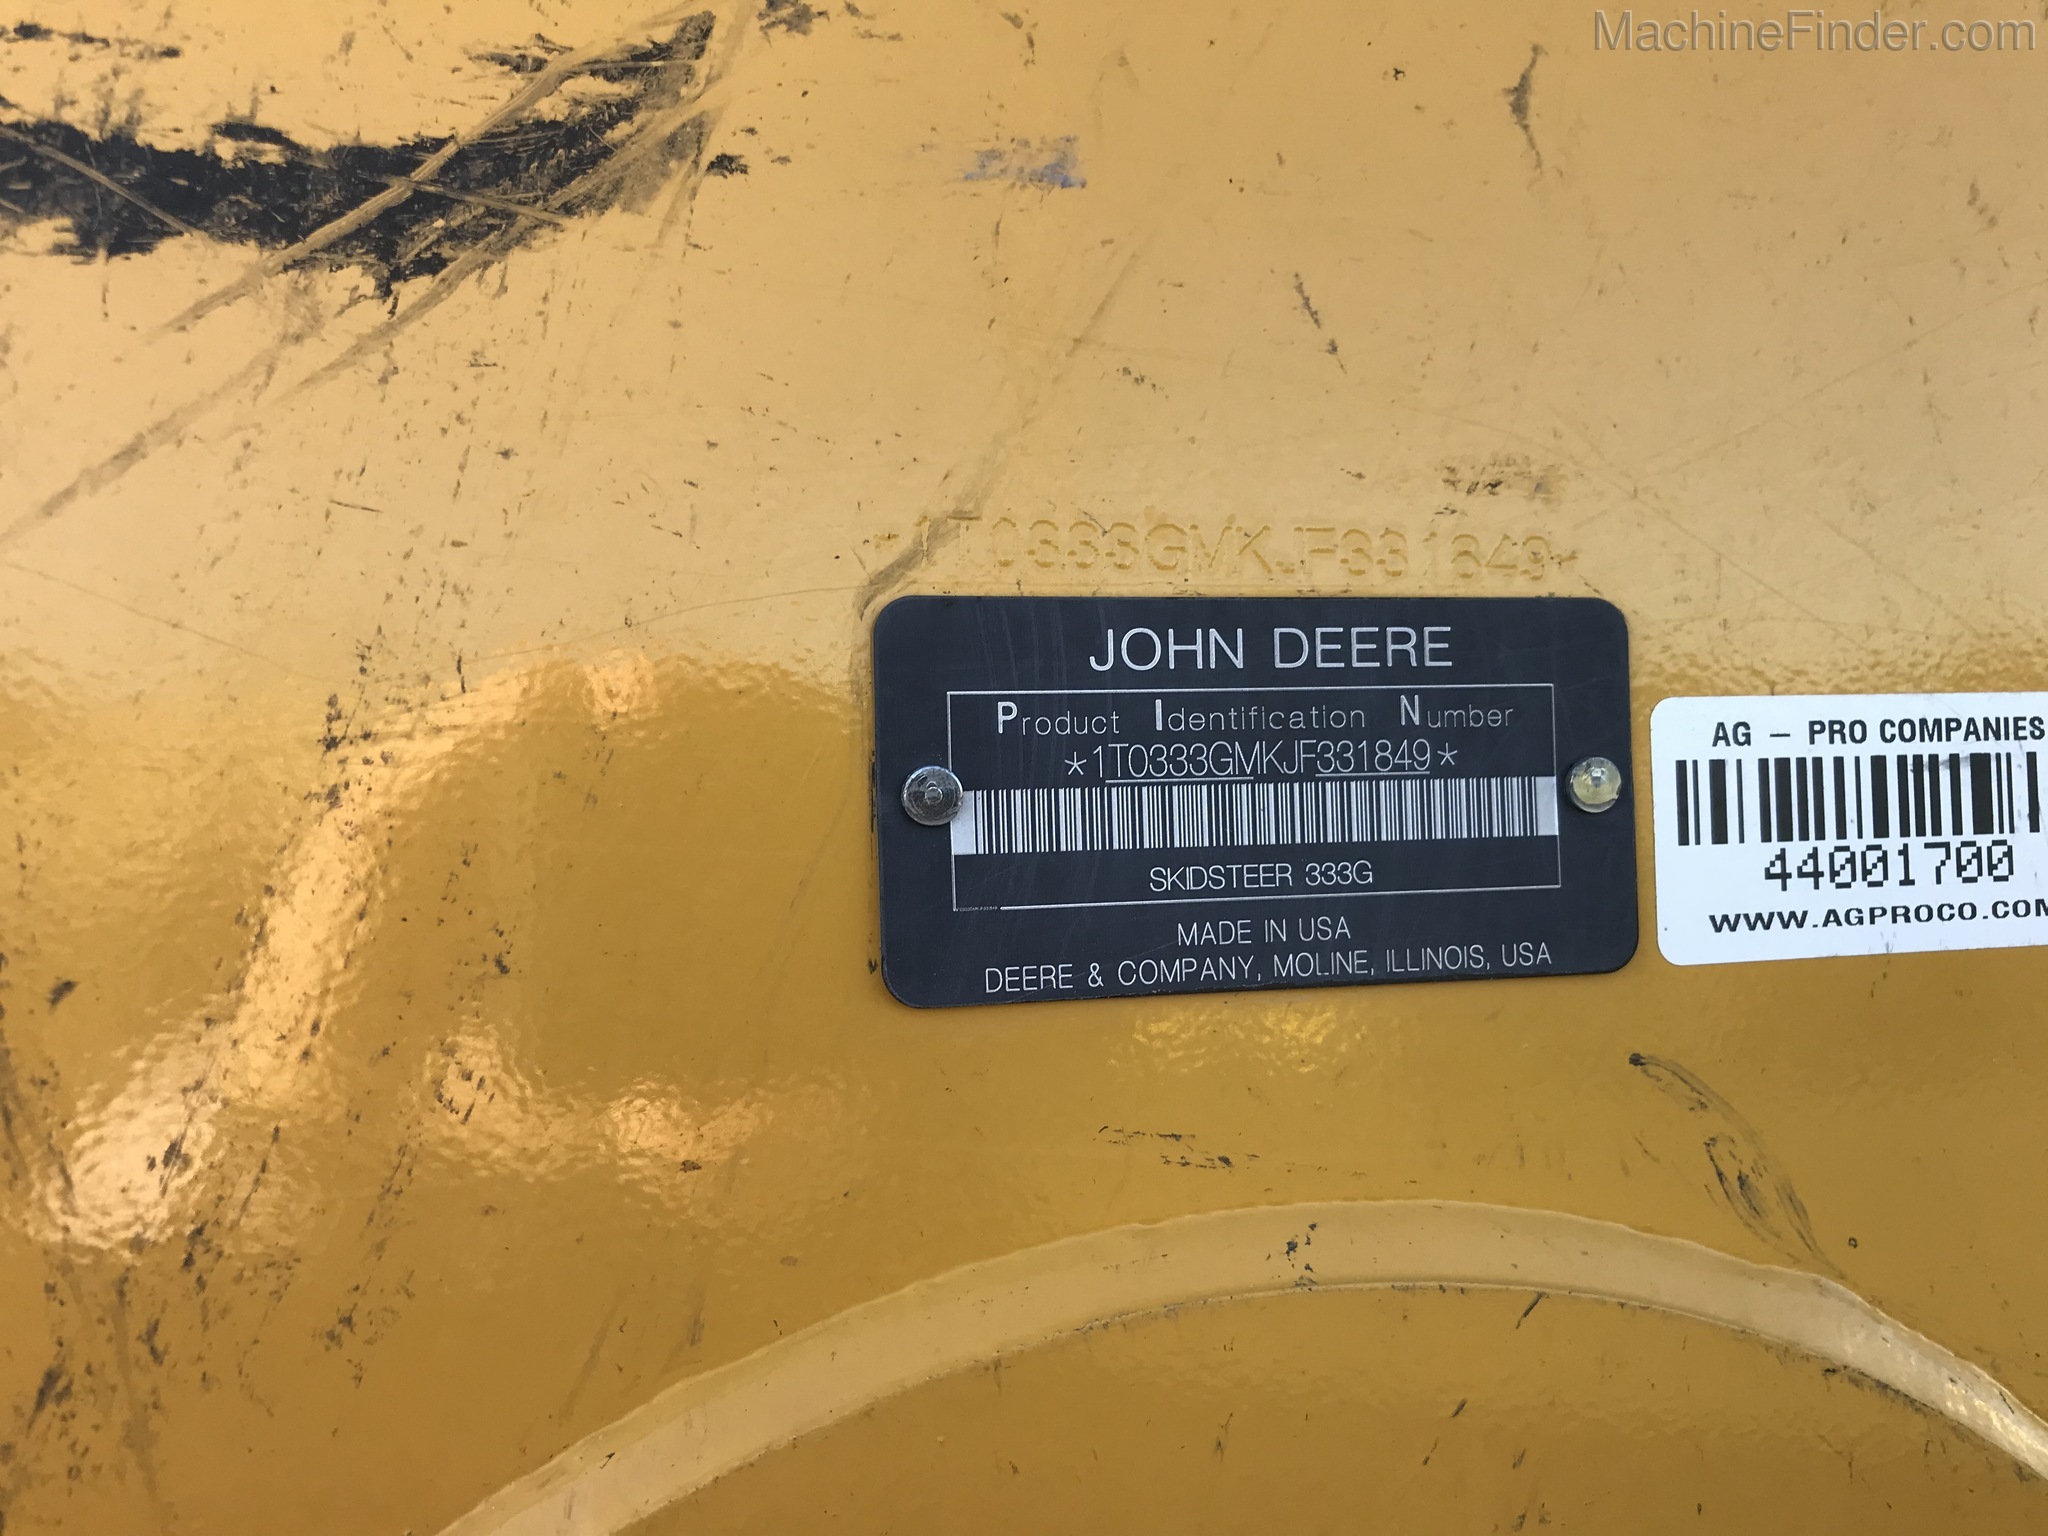 MachineFinder.com
*1T0333GMKJF331849*
JOHN DEERE
Product Identification Number
*1T0333GMKJF331849*
SKIDSTEER 333G
MADE IN USA
DEERE & COMPANY, MOLINE, ILLINOIS, USA
AG - PRO COMPANIES
44001700
WWW.AGPROCO.COM